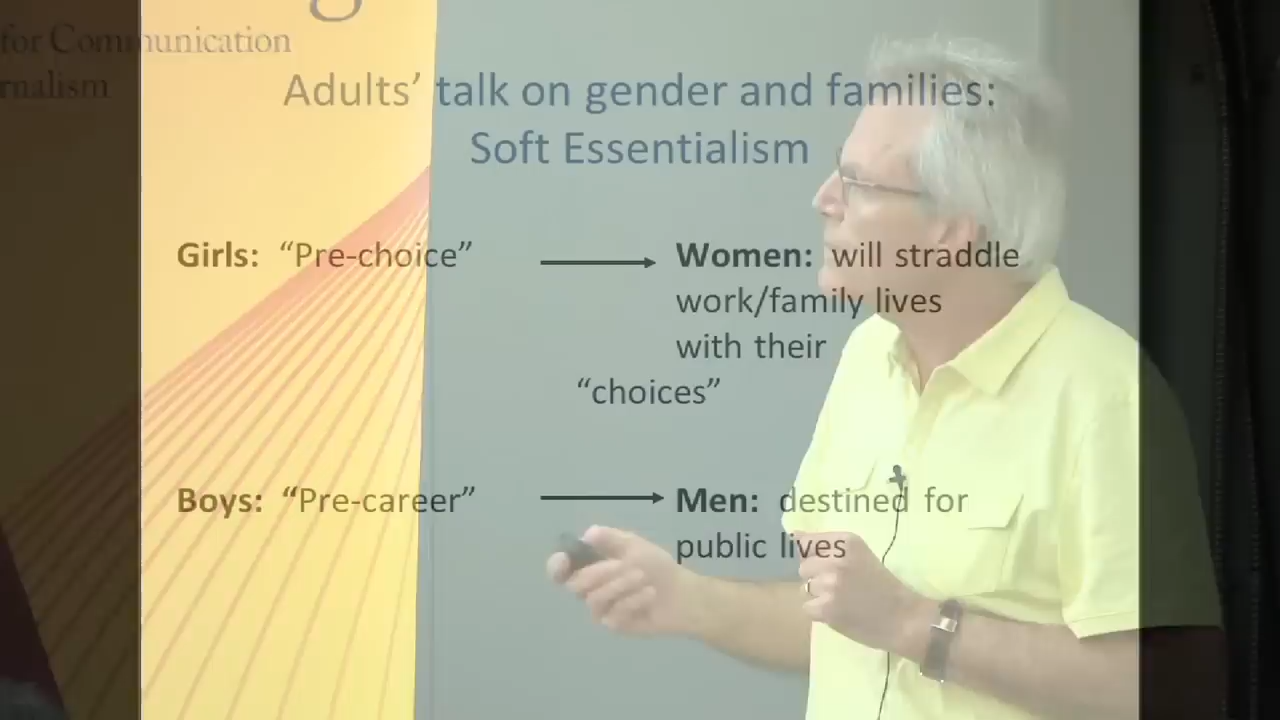 for Communication
rnalism
g
Adults’ talk on gender and families:
Soft Essentialism
Girls: “Pre-choice”
Women: will straddle
work/family lives
with their
“choices”
Boys: “Pre-career”
Men: destined for
public lives